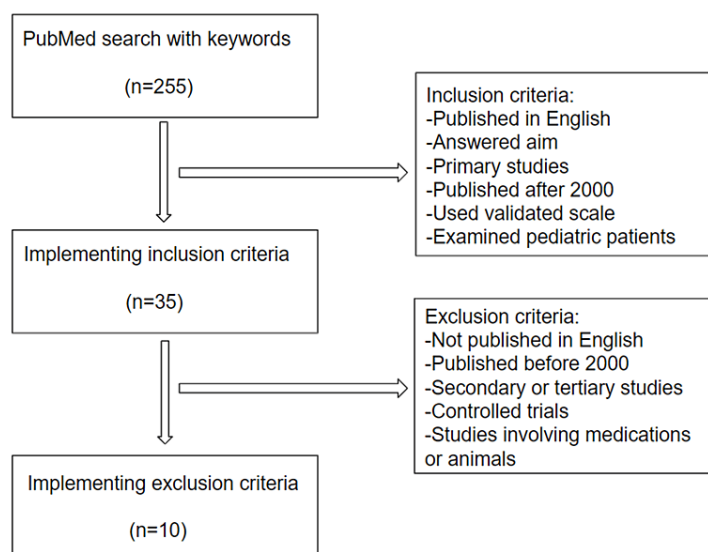 PubMed search with keywords
(n=255)
Inclusion criteria:
-Published in English
-Answered aim
-Primary studies
-Published after 2000
-Used validated scale
-Examined pediatric patients
Implementing inclusion criteria
(n=35)
Exclusion criteria:
-Not published in English
-Published before 2000
-Secondary or tertiary studies
-Controlled trials
-Studies involving medications
or animals
Implementing exclusion criteria
(n=10)